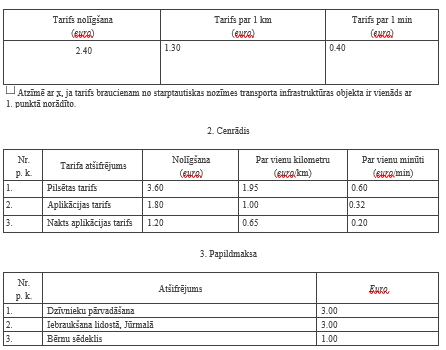 Tarifs nolīgšana Tarifs par 1 km Tarifs par 1 min
(euro) (euro) (euro)
2.40 1.30 0.40
Atzīmē ar x, ja tarifs braucienam no starptautiskas nozīmes transporta infrastruktūras objekta ir vienāds ar
1. punktā norādīto.
2. Cenrādis
Nr. Tarifa atšifrējums Nolīgšana Par vienu kilometru Par vienu minūti
p. k. (euro) (euro/km) (euro/min)
1. Pilsētas tarifs 3.60 1.95 0.60
2. Aplikācijas tarifs 1.80 1.00 0.32
3. Nakts aplikācijas tarifs 1.20 0.65 0.20
3. Papildmaksa
Nr. Atšifrējums Euro
p. k.
1. Dzīvnieku pārvadāšana 3.00
2. Iebraukšana lidostā, Jūrmalā 3.00
3. Bērnu sēdeklis 1.00